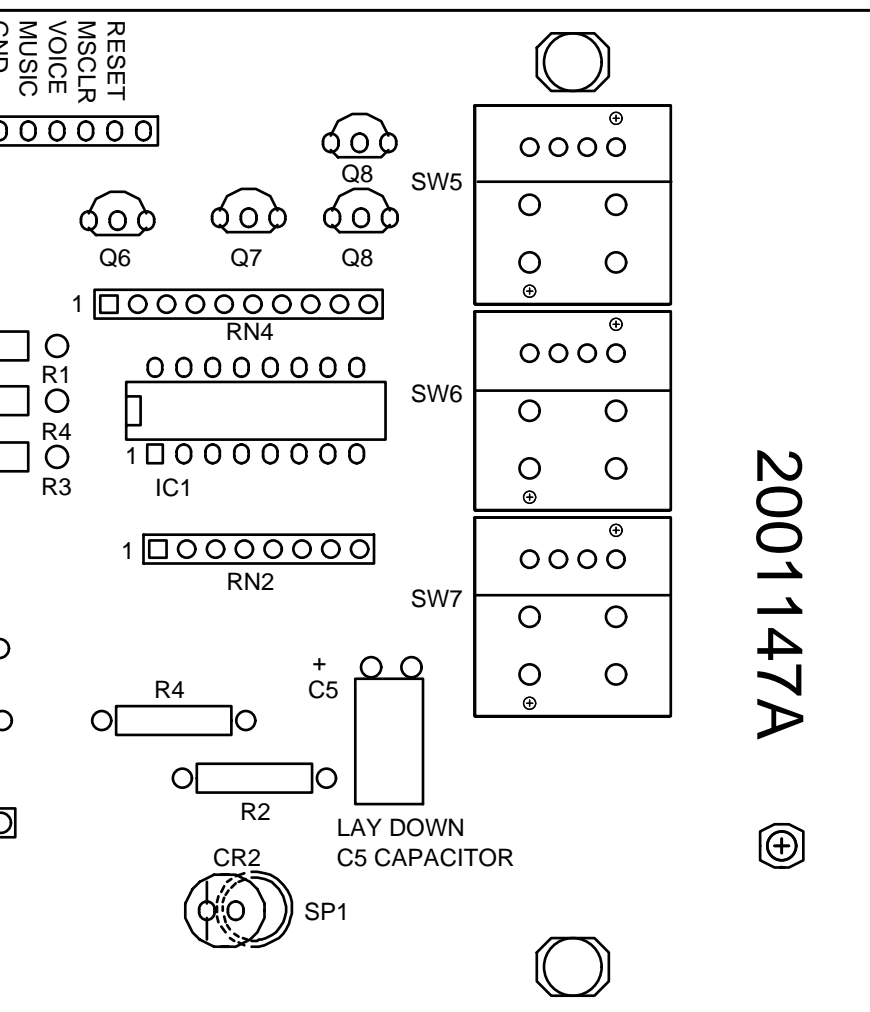 RESET
MSCLR
VOICE
MUSIC
GND
Q8
SW5
Q6
Q7
Q8
1
RN4
R1
SW6
R4
1
R3
IC1
1
RN2
SW7
R4
+
C5
R2
LAY DOWN
C5 CAPACITOR
CR2
SP1
2001147A